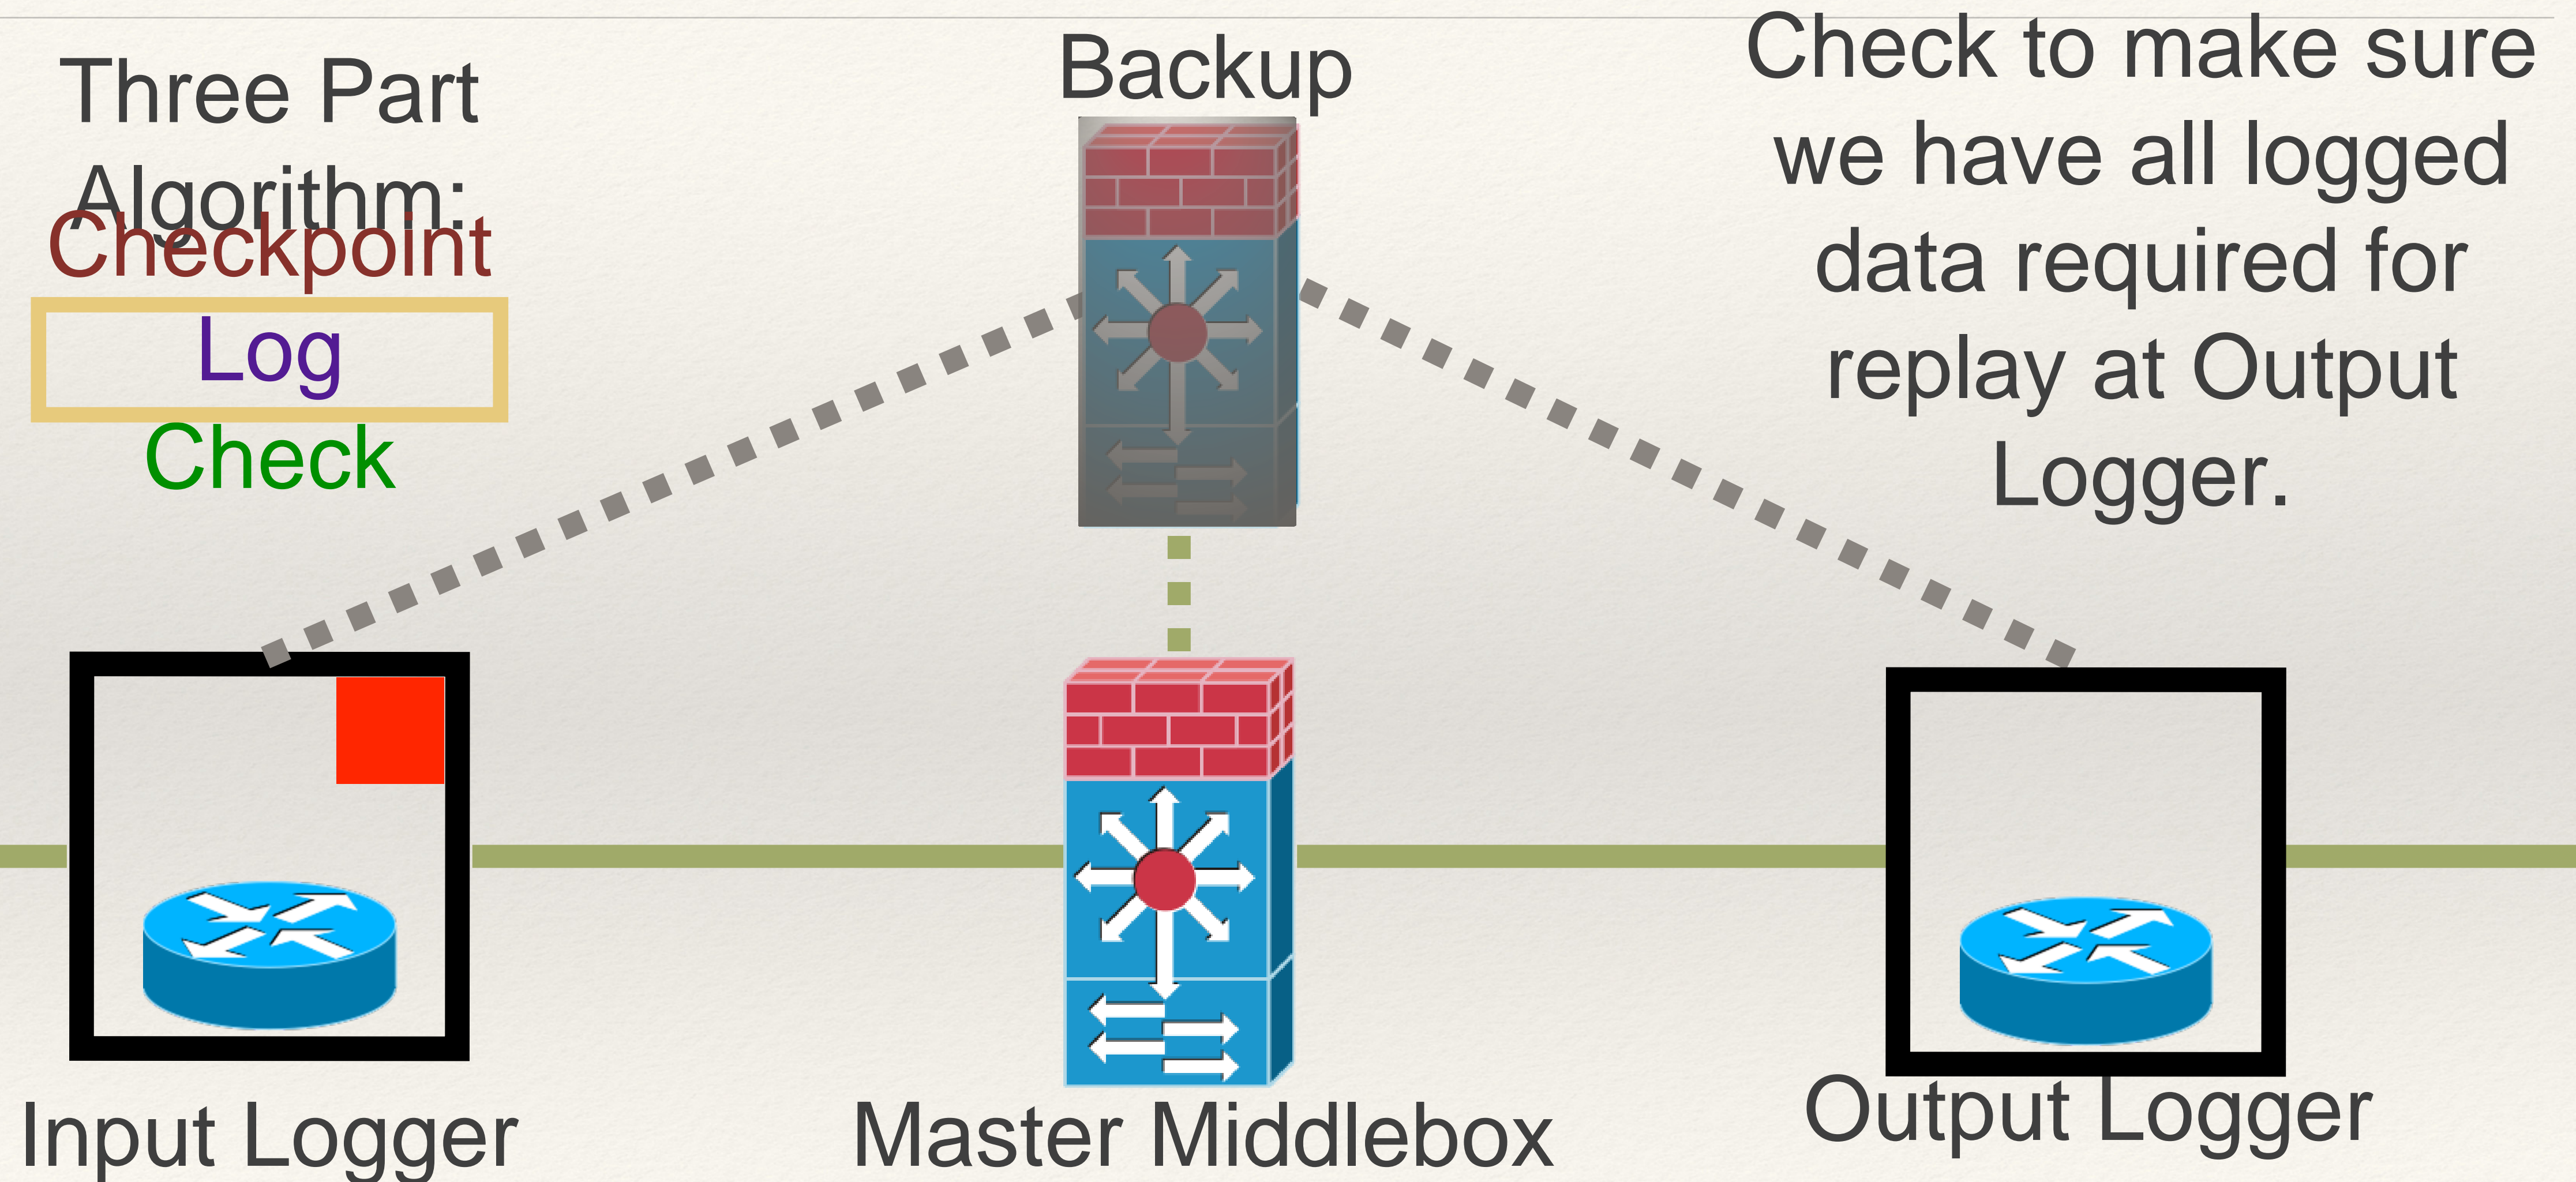 Three Part
Algorithm:
Checkpoint
Log
Check
Backup
Check to make sure
we have all logged
data required for
replay at Output
Logger.
Input Logger
Master Middlebox
Output Logger